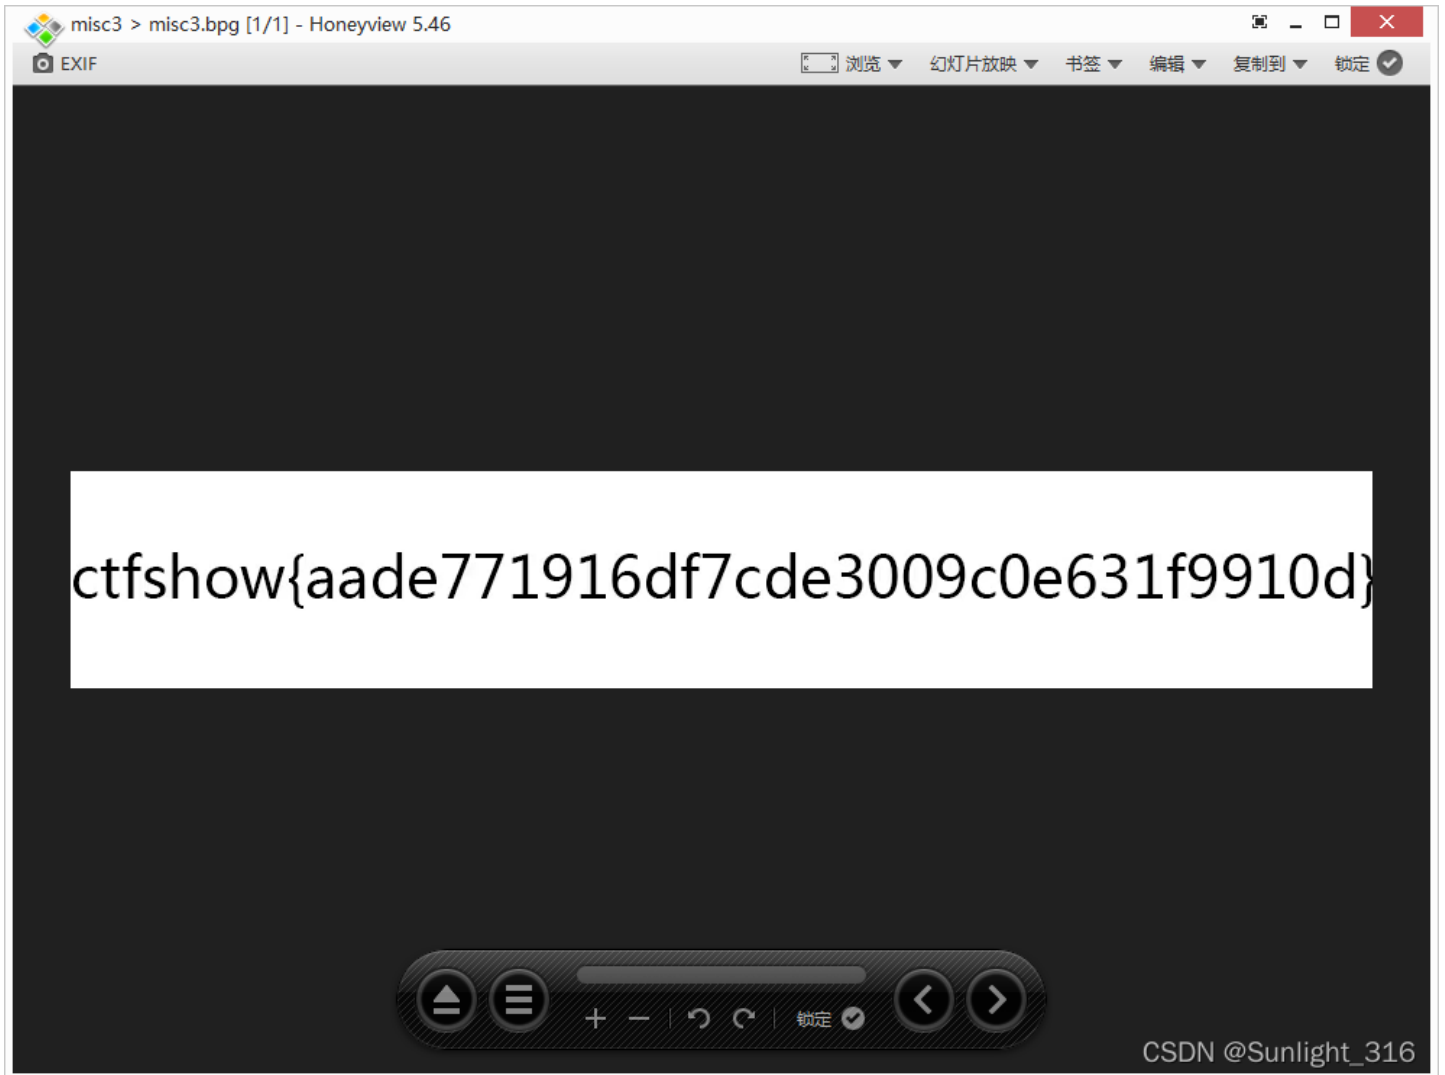 misc3 > misc3.bpg [1/1] - Honeyview 5.46
EXIF 浏览 幻灯片放映 书签 编辑 复制到 锁定
ctfshow{aade771916df7cde3009c0e631f9910d}
锁定
CSDN @Sunlight_316